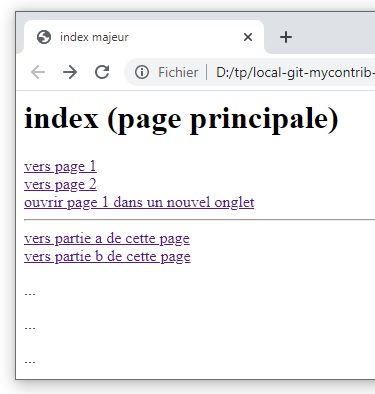 index majeur
Fichier | D:/tp/local-git-mycontrib-
index (page principale)
vers page 1
vers page 2
ouvrir page 1 dans un nouvel onglet
vers partie a de cette page
vers partie b de cette page
...
...
...